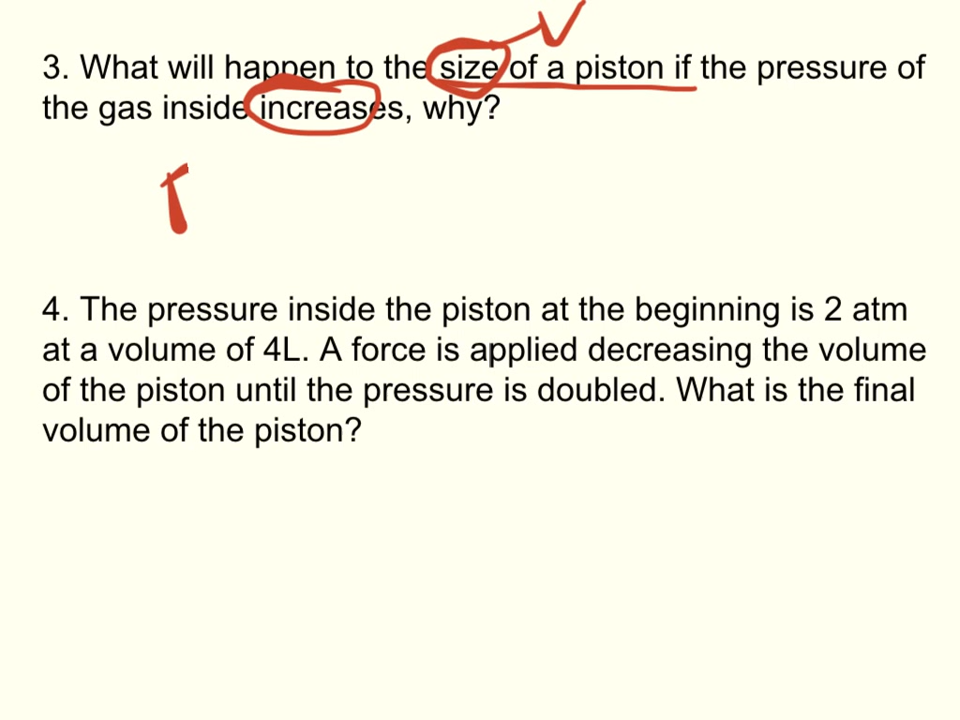 V
3. What will happen to the size of a piston if the pressure of
the gas inside increases, why?
4. The pressure inside the piston at the beginning is 2 atm
at a volume of 4L. A force is applied decreasing the volume
of the piston until the pressure is doubled. What is the final
volume of the piston?